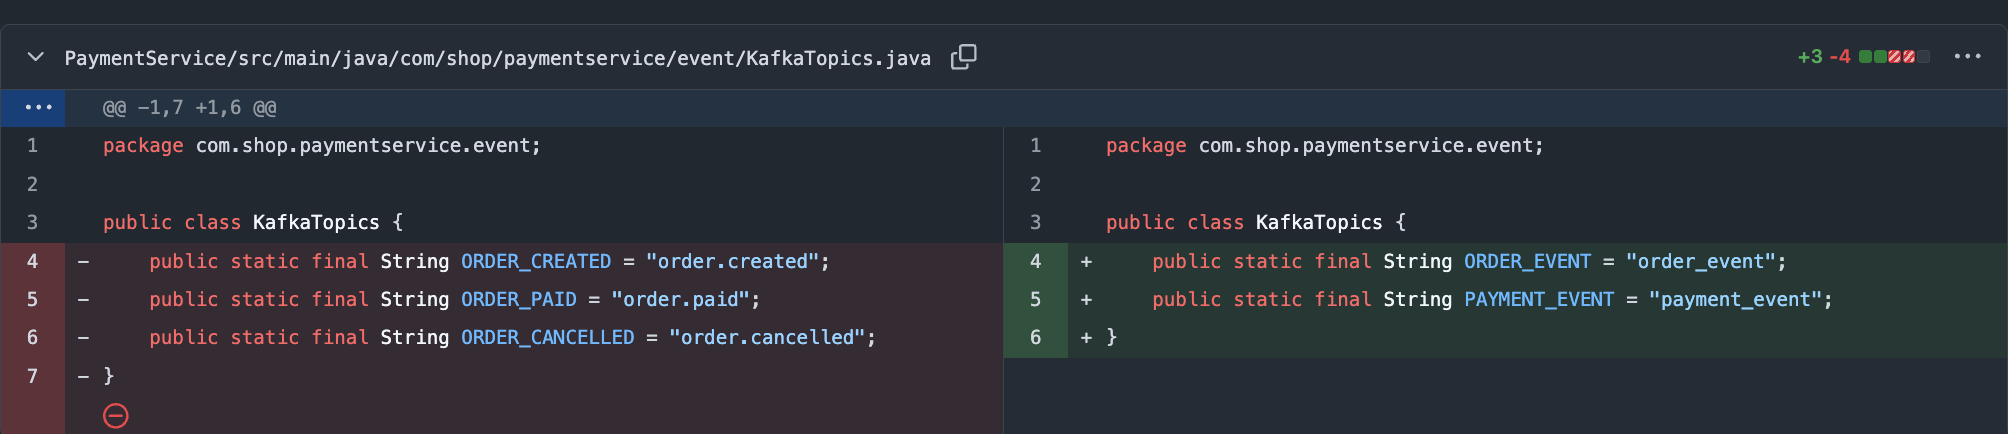 PaymentService/src/main/java/com/shop/paymentservice/event/KafkaTopics.java +3 -4
@@ -1,7 +1,6 @@
1 package com.shop.paymentservice.event;
2
3 public class KafkaTopics {
4 - public static final String ORDER_CREATED = "order.created";
5 - public static final String ORDER_PAID = "order.paid";
6 - public static final String ORDER_CANCELLED = "order.cancelled";
7 - }
1 package com.shop.paymentservice.event;
2
3 public class KafkaTopics {
4 + public static final String ORDER_EVENT = "order_event";
5 + public static final String PAYMENT_EVENT = "payment_event";
6 + }